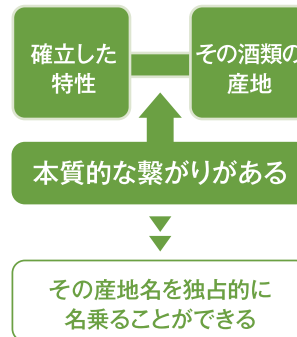 確立した
特性
その酒類の
産地
本質的な繋がりがある
その産地名を独占的に
名乗ることができる